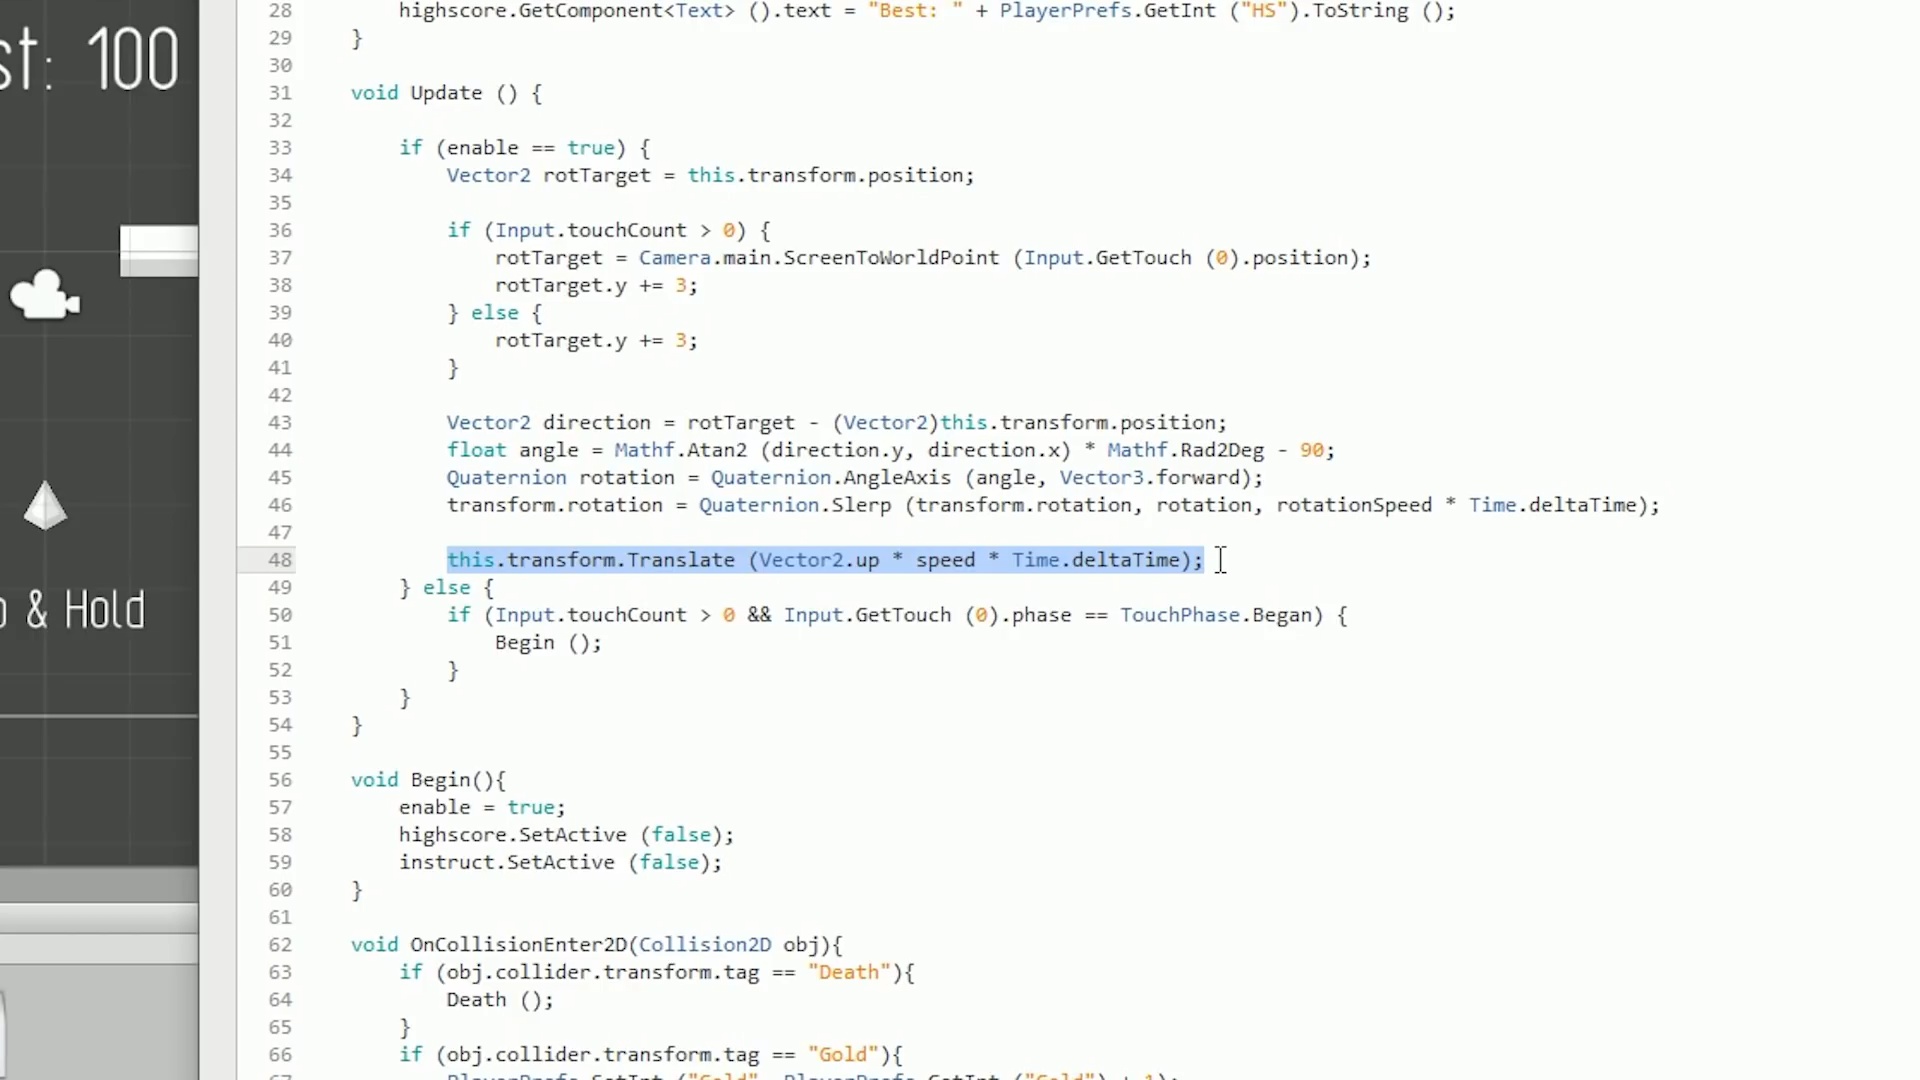 st: 100
& Hold
28 highscore.GetComponent<Text> ().text = "Best: " + PlayerPrefs.GetInt ("HS").ToString ();
29 }
30
31 void Update () {
32
33 if (enable == true) {
34 Vector2 rotTarget = this.transform.position;
35
36 if (Input.touchCount > 0) {
37 rotTarget = Camera.main.ScreenToWorldPoint (Input.GetTouch (0).position);
38 rotTarget.y += 3;
39 } else {
40 rotTarget.y += 3;
41 }
42
43 Vector2 direction = rotTarget - (Vector2)this.transform.position;
44 float angle = Mathf.Atan2 (direction.y, direction.x) * Mathf.Rad2Deg - 90;
45 Quaternion rotation = Quaternion.AngleAxis (angle, Vector3.forward);
46 transform.rotation = Quaternion.Slerp (transform.rotation, rotation, rotationSpeed * Time.deltaTime);
47
48 this.transform.Translate (Vector2.up * speed * Time.deltaTime);
49 } else {
50 if (Input.touchCount > 0 && Input.GetTouch (0).phase == TouchPhase.Began) {
51 Begin ();
52 }
53 }
54 }
55
56 void Begin(){
57 enable = true;
58 highscore.SetActive (false);
59 instruct.SetActive (false);
60 }
61
62 void OnCollisionEnter2D(Collision2D obj){
63 if (obj.collider.transform.tag == "Death"){
64 Death ();
65 }
66 if (obj.collider.transform.tag == "Gold"){
67 PlayerPrefs.SetInt ("Gold", PlayerPrefs.GetInt ("Gold") + 1);